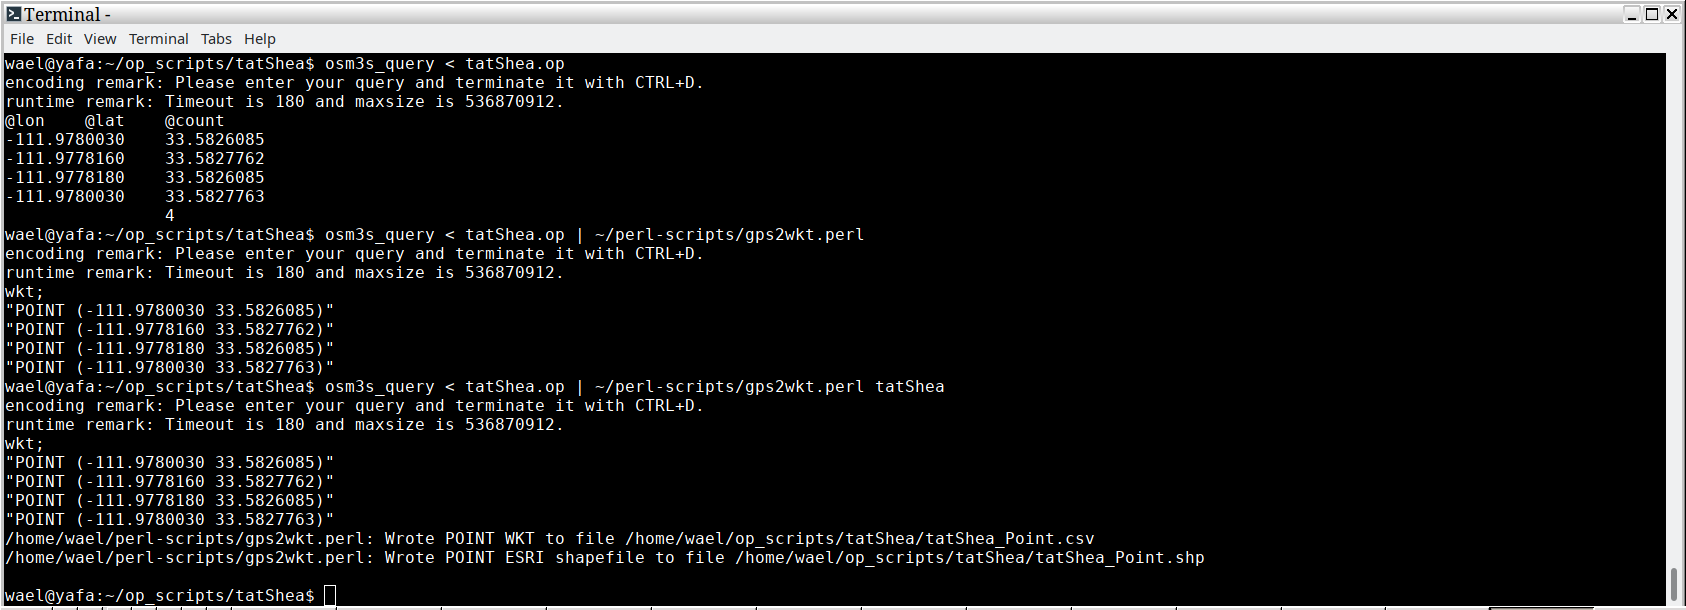 Terminal -
File Edit View Terminal Tabs Help
wael@yafa:~/op_scripts/tatShea$ osm3s_query < tatShea.op
encoding remark: Please enter your query and terminate it with CTRL+D.
runtime remark: Timeout is 180 and maxsize is 536870912.
@lon    @lat    @count
-111.9780030    33.5826085
-111.9778160    33.5827762
-111.9778180    33.5826085
-111.9780030    33.5827763
                4
wael@yafa:~/op_scripts/tatShea$ osm3s_query < tatShea.op | ~/perl-scripts/gps2wkt.perl
encoding remark: Please enter your query and terminate it with CTRL+D.
runtime remark: Timeout is 180 and maxsize is 536870912.
wkt;
"POINT (-111.9780030 33.5826085)"
"POINT (-111.9778160 33.5827762)"
"POINT (-111.9778180 33.5826085)"
"POINT (-111.9780030 33.5827763)"
wael@yafa:~/op_scripts/tatShea$ osm3s_query < tatShea.op | ~/perl-scripts/gps2wkt.perl tatShea
encoding remark: Please enter your query and terminate it with CTRL+D.
runtime remark: Timeout is 180 and maxsize is 536870912.
wkt;
"POINT (-111.9780030 33.5826085)"
"POINT (-111.9778160 33.5827762)"
"POINT (-111.9778180 33.5826085)"
"POINT (-111.9780030 33.5827763)"
/home/wael/perl-scripts/gps2wkt.perl: Wrote POINT WKT to file /home/wael/op_scripts/tatShea/tatShea_Point.csv
/home/wael/perl-scripts/gps2wkt.perl: Wrote POINT ESRI shapefile to file /home/wael/op_scripts/tatShea/tatShea_Point.shp
wael@yafa:~/op_scripts/tatShea$